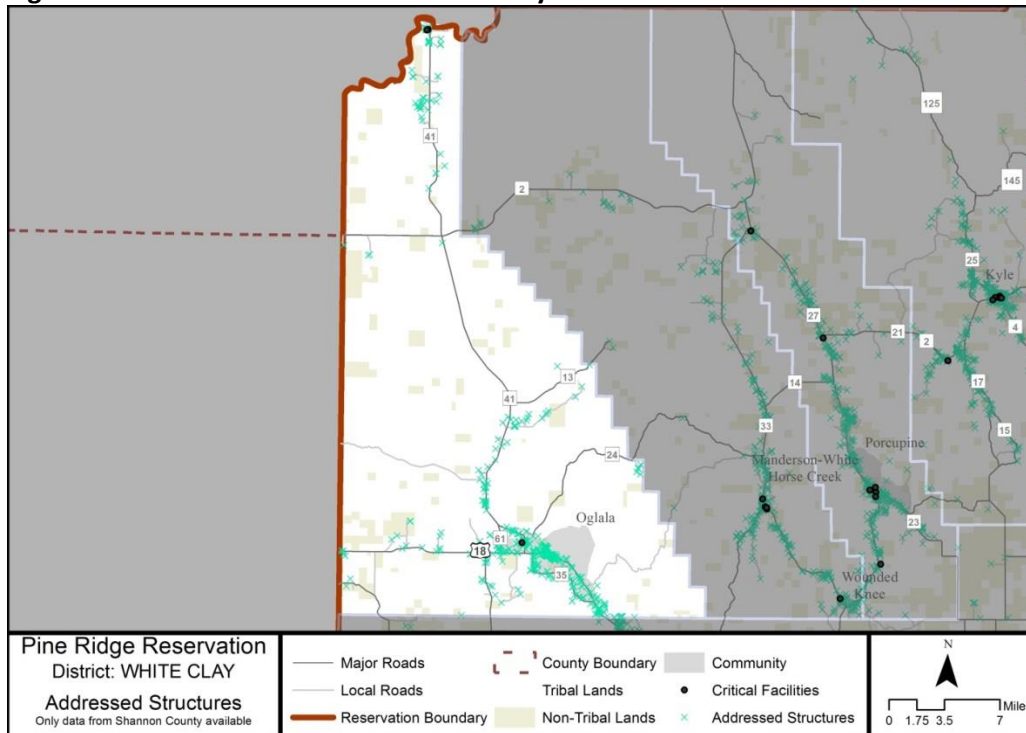 41
125
145
2
25
Kyle
4
27
21
2
17
13
14
41
33
15
24
Porcupine
Manderson-White
Horse Creek
Oglala
61
18
35
23
Wounded
Knee
Pine Ridge Reservation
District: WHITE CLAY
Addressed Structures
Only data from Shannon County available
Major Roads
Local Roads
Reservation Boundary
County Boundary
Tribal Lands
Non-Tribal Lands
Community
Critical Facilities
Addressed Structures
N
Miles
0 1.75 3.5 7